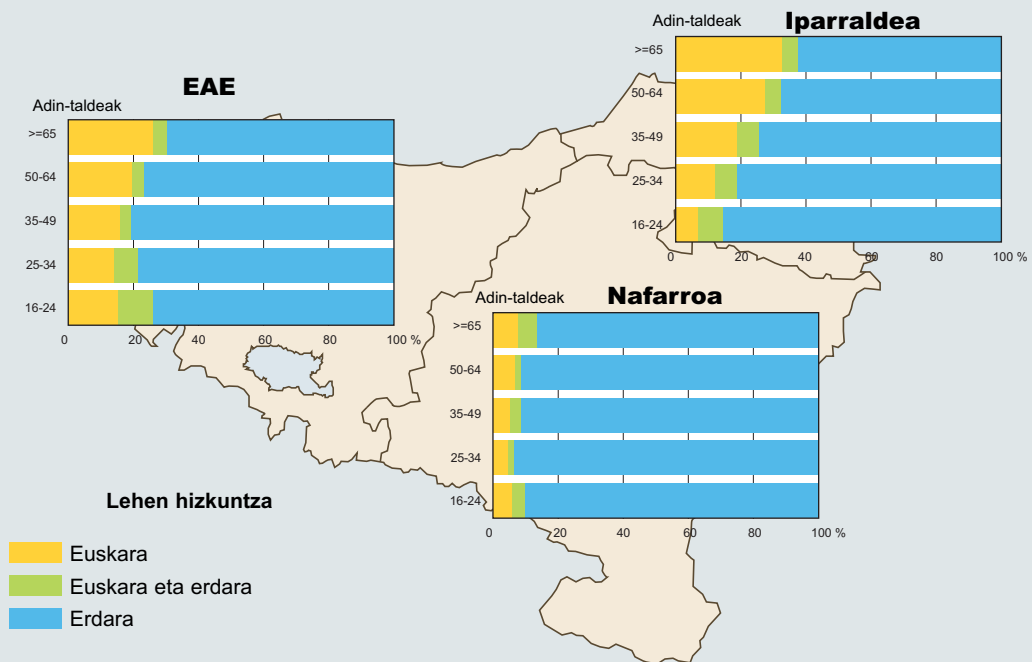 Iparraldea
Adin-taldeak
>=65
50-64
35-49
25-34
16-24
0 20 40 60 80 100 %
EAE
Adin-taldeak
>=65
50-64
35-49
25-34
16-24
0 20 40 60 80 100 %
Nafarroa
Adin-taldeak
>=65
50-64
35-49
25-34
16-24
0 20 40 60 80 100 %
Lehen hizkuntza
Euskara
Euskara eta erdara
Erdara